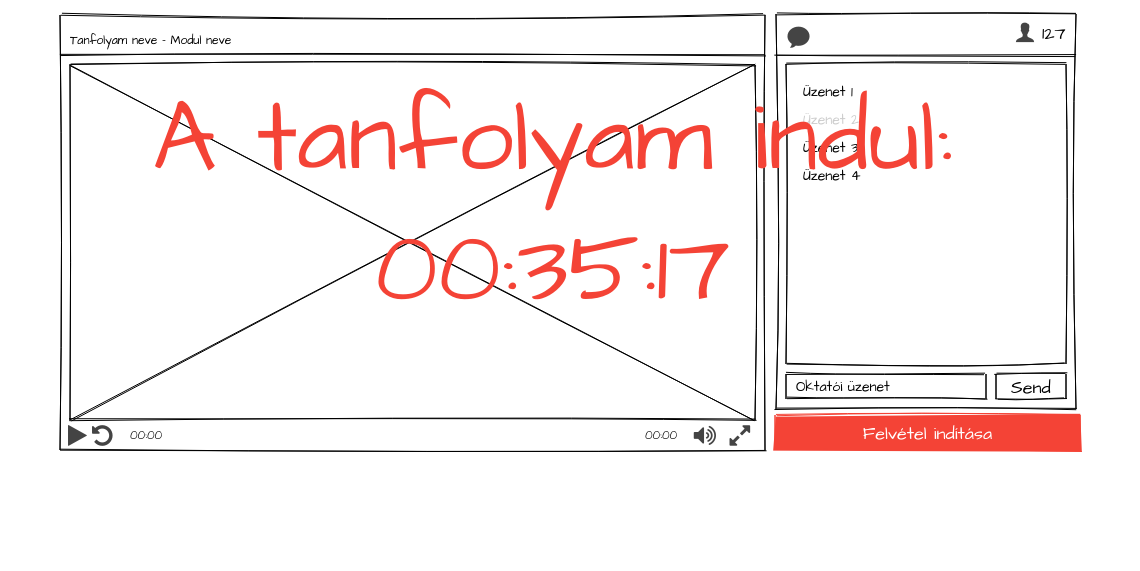 Tanfolyam neve - Modul neve
127
A tanfolyam indul:
00:35:17
Üzenet 1
Üzenet 2
Üzenet 3
Üzenet 4
Oktatói üzenet
Send
00:00
00:00
Felvétel indítása